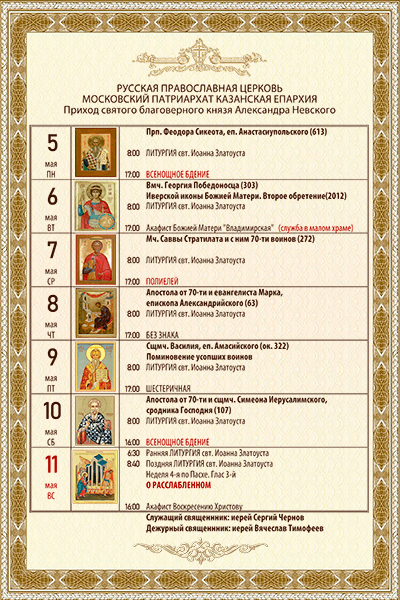 РУССКАЯ ПРАВОСЛАВНАЯ ЦЕРКОВЬ
МОСКОВСКИЙ ПАТРИАРХАТ КАЗАНСКАЯ ЕПАРХИЯ
Приход святого благоверного князя Александра Невского
5
мая
ПН
Прп. Феодора Сикеота, еп. Анастасиупольского (613)
8:00 ЛИТУРГИЯ свт. Иоанна Златоуста
17:00 ВСЕНОЩНОЕ БДЕНИЕ
6
мая
ВТ
Вмч. Георгия Победоносца (303)
Иверской иконы Божией Матери. Второе обретение(2012)
8:00 ЛИТУРГИЯ свт. Иоанна Златоуста
17:00 Акафист Божией Матери "Владимирская" (служба в малом храме)
7
мая
СР
Мч. Саввы Стратилата и с ним 70-ти воинов (272)
8:00 ЛИТУРГИЯ свт. Иоанна Златоуста
17:00 ПОЛИЕЛЕЙ
8
мая
ЧТ
Апостола от 70-ти и евангелиста Марка,
епископа Александрийского (63)
8:00 ЛИТУРГИЯ свт. Иоанна Златоуста
17:00 БЕЗ ЗНАКА
9
мая
ПТ
Сщмч. Василия, еп. Амасийского (ок. 322)
Поминовение усопших воинов
8:00 ЛИТУРГИЯ свт. Иоанна Златоуста
17:00 ШЕСТЕРИЧНАЯ
10
мая
СБ
Апостола от 70-ти и сщмч. Симеона Иерусалимского,
сродника Господня (107)
8:00 ЛИТУРГИЯ свт. Иоанна Златоуста
16:00 ВСЕНОЩНОЕ БДЕНИЕ
11
мая
ВС
6:30 Ранняя ЛИТУРГИЯ свт. Иоанна Златоуста
8:40 Поздняя ЛИТУРГИЯ свт. Иоанна Златоуста
Неделя 4-я по Пасхе. Глас 3-й
О РАССЛАБЛЕННОМ
16:00 Акафист Воскресению Христову
Служащий священнник: иерей Сергий Чернов
Дежурный священнник: иерей Вячеслав Тимофеев